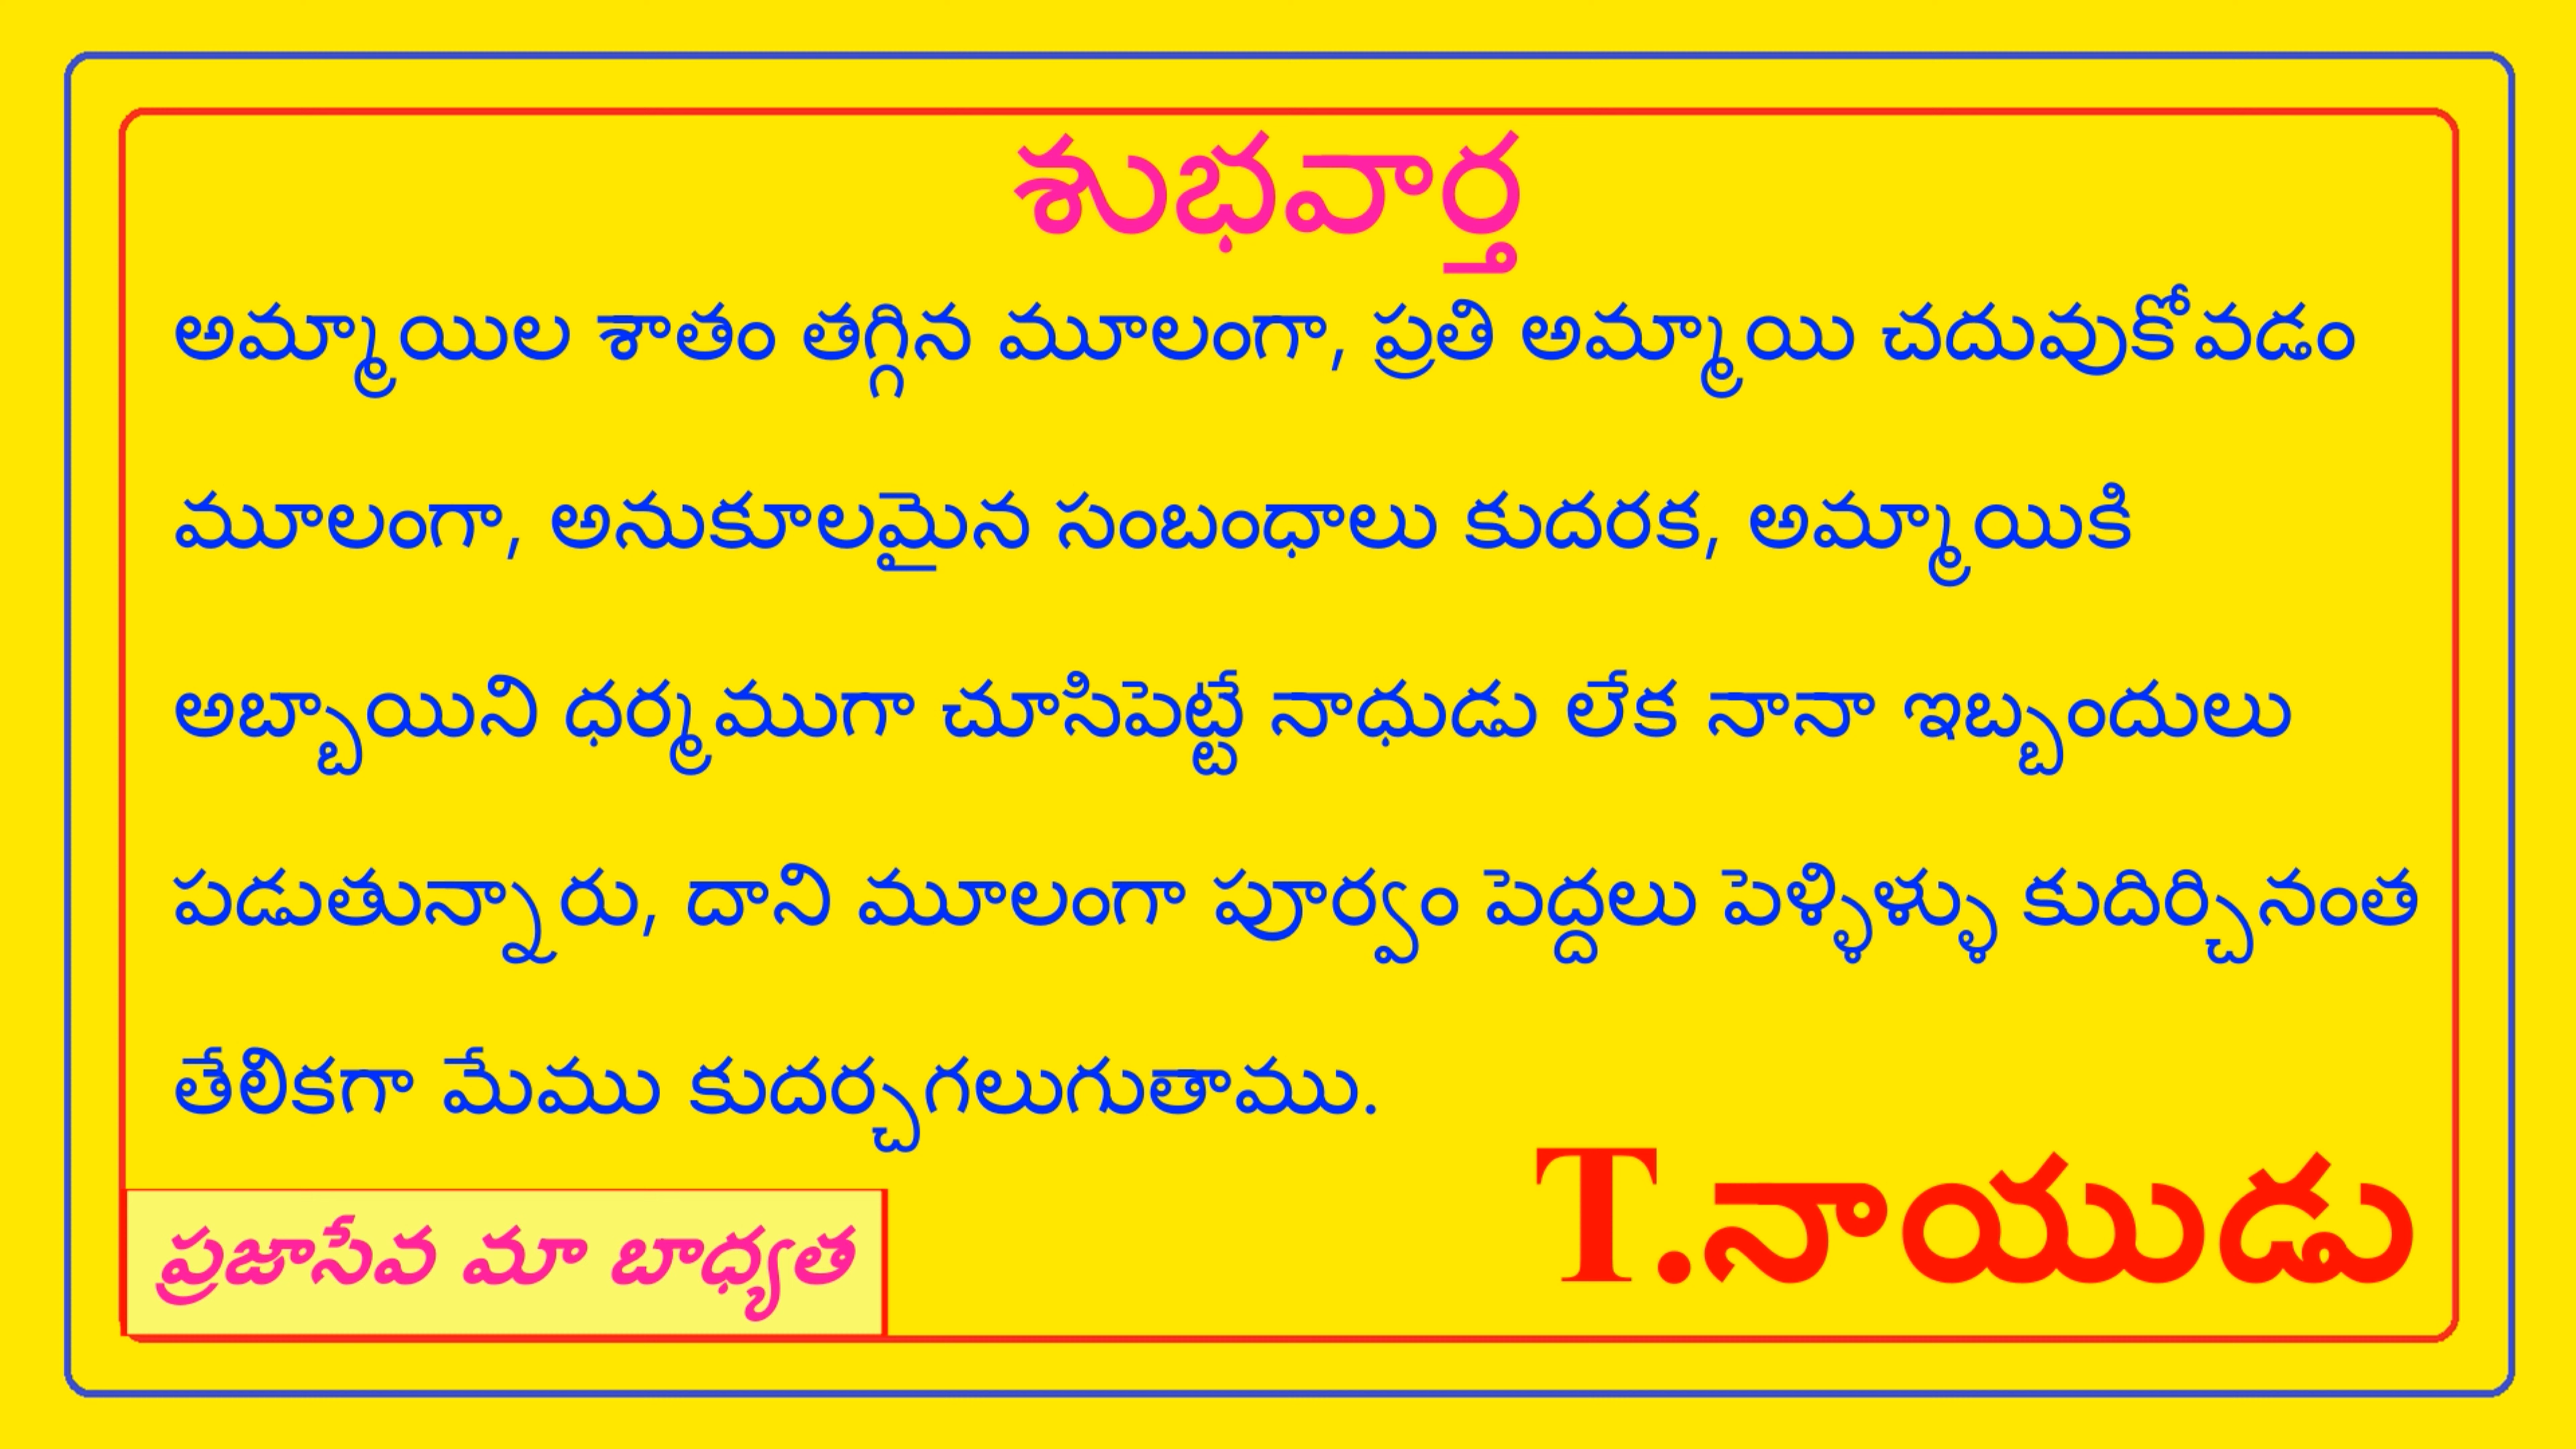 శుభవార్త
అమ్మాయిల శాతం తగ్గిన మూలంగా, ప్రతి అమ్మాయి చదువుకోవడం
మూలంగా, అనుకూలమైన సంబంధాలు కుదరక, అమ్మాయికి
అబ్బాయిని ధర్మముగా చూసిపెట్టే నాధుడు లేక నానా ఇబ్బందులు
పడుతున్నారు, దాని మూలంగా పూర్వం పెద్దలు పెళ్ళిళ్ళు కుదిర్చినంత
తేలికగా మేము కుదర్చగలుగుతాము.
T.నాయుడు
ప్రజాసేవ మా బాధ్యత